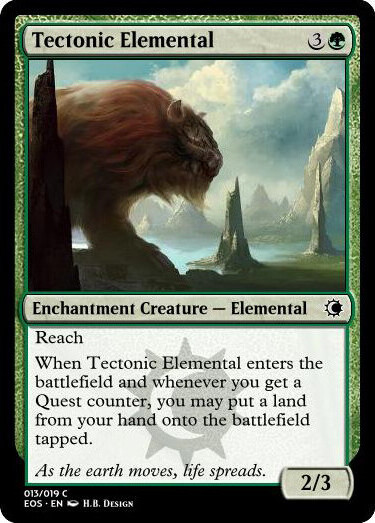 Tectonic Elemental 3
Enchantment Creature — Elemental
Reach
When Tectonic Elemental enters the
battlefield and whenever you get a
Quest counter, you may put a land
from your hand onto the battlefield
tapped.
As the earth moves, life spreads.
2/3
013/019 C
EOS · EN H.B. Design